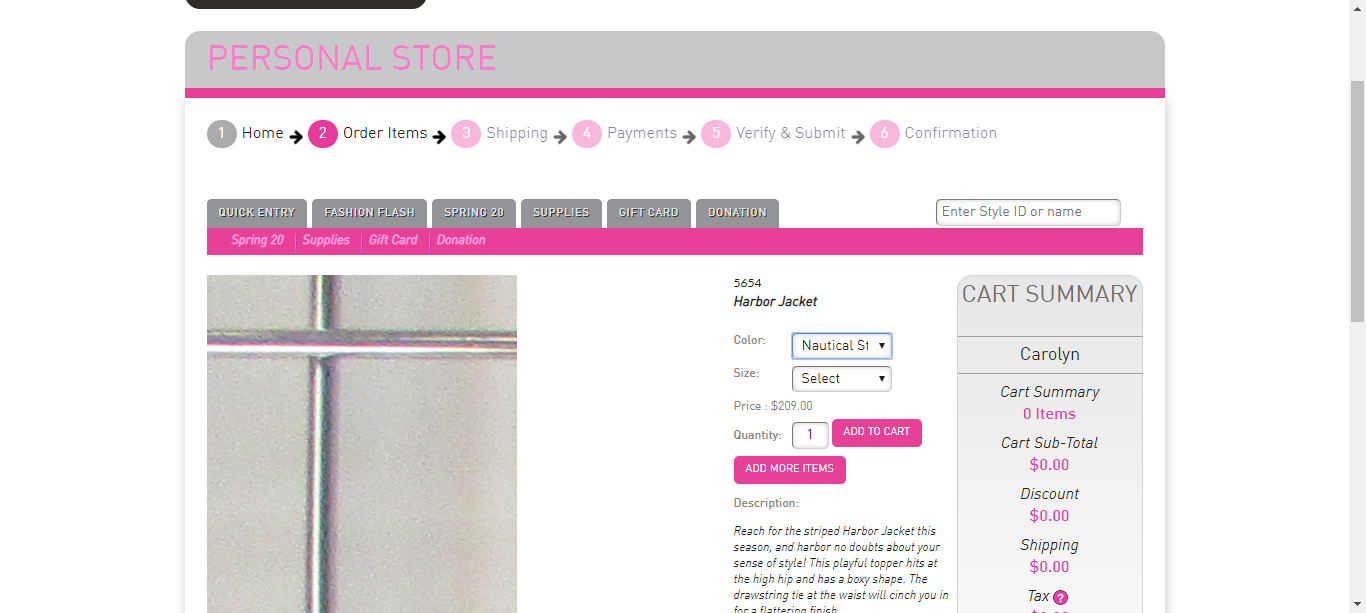 PERSONAL STORE
1 Home 2 Order Items 3 Shipping 4 Payments 5 Verify & Submit 6 Confirmation
QUICK ENTRY FASHION FLASH SPRING 20 SUPPLIES GIFT CARD DONATION Enter Style ID or name
Spring 20 Supplies Gift Card Donation
5654
Harbor Jacket
Color: Nautical St
Size: Select
Price : $209.00
Quantity: 1 ADD TO CART
ADD MORE ITEMS
Description:
Reach for the striped Harbor Jacket this
season, and harbor no doubts about your
sense of style! This playful topper hits at
the high hip and has a boxy shape. The
drawstring tie at the waist will cinch you in
for a flattering finish
CART SUMMARY
Carolyn
Cart Summary
0 Items
Cart Sub-Total
$0.00
Discount
$0.00
Shipping
$0.00
Tax ?